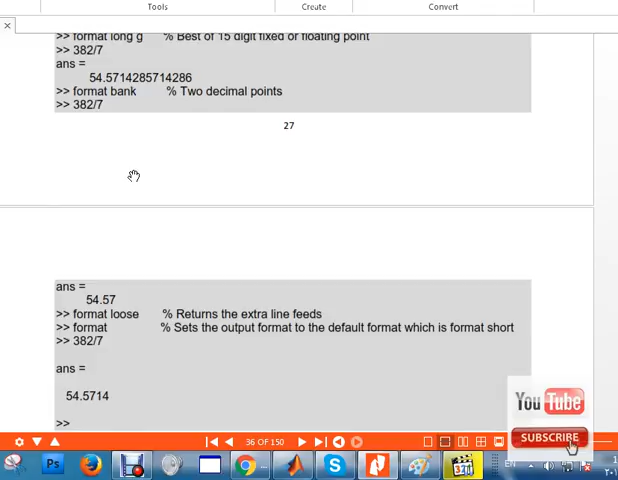 Tools Create Convert
>> format long g % Best of 15 digit fixed or floating point
>> 382/7
ans =
54.5714285714286
>> format bank % Two decimal points
>> 382/7
27
ans =
54.57
>> format loose % Returns the extra line feeds
>> format % Sets the output format to the default format which is format short
>> 382/7
ans =
54.5714
>>
You Tube
SUBSCRIBE
36 OF 150
Ps
EN